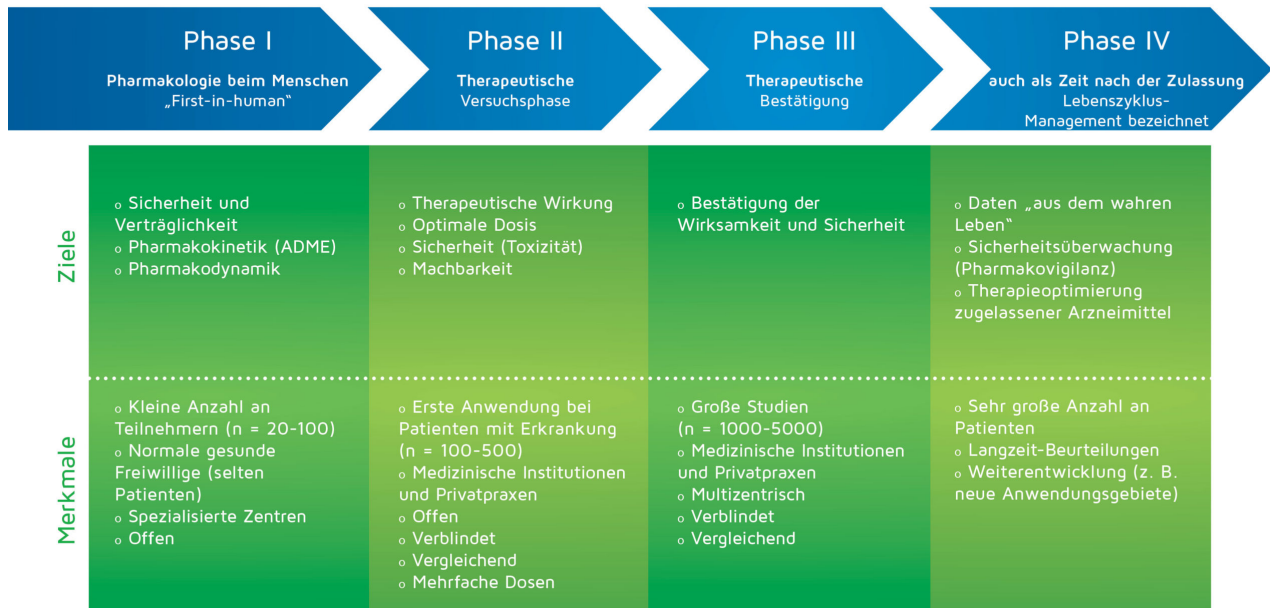 Phase I
Pharmakologie beim Menschen
„First-in-human“
Phase II
Therapeutische
Versuchsphase
Phase III
Therapeutische
Bestätigung
Phase IV
auch als Zeit nach der Zulassung
Lebenszyklus-
Management bezeichnet
Ziele
o Sicherheit und
Verträglichkeit
o Pharmakokinetik (ADME)
o Pharmakodynamik
o Therapeutische Wirkung
o Optimale Dosis
o Sicherheit (Toxizität)
o Machbarkeit
o Bestätigung der
Wirksamkeit und Sicherheit
o Daten „aus dem wahren
Leben“
o Sicherheitsüberwachung
(Pharmakovigilanz)
o Therapieoptimierung
zugelassener Arzneimittel
Merkmale
o Kleine Anzahl an
Teilnehmern (n = 20-100)
o Normale gesunde
Freiwillige (selten
Patienten)
o Spezialisierte Zentren
o Offen
o Erste Anwendung bei
Patienten mit Erkrankung
(n = 100-500)
o Medizinische Institutionen
und Privatpraxen
o Offen
o Verblindet
o Vergleichend
o Mehrfache Dosen
o Große Studien
(n = 1000-5000)
o Medizinische Institutionen
und Privatpraxen
o Multizentrisch
o Verblindet
o Vergleichend
o Sehr große Anzahl an
Patienten
o Langzeit-Beurteilungen
o Weiterentwicklung (z. B.
neue Anwendungsgebiete)